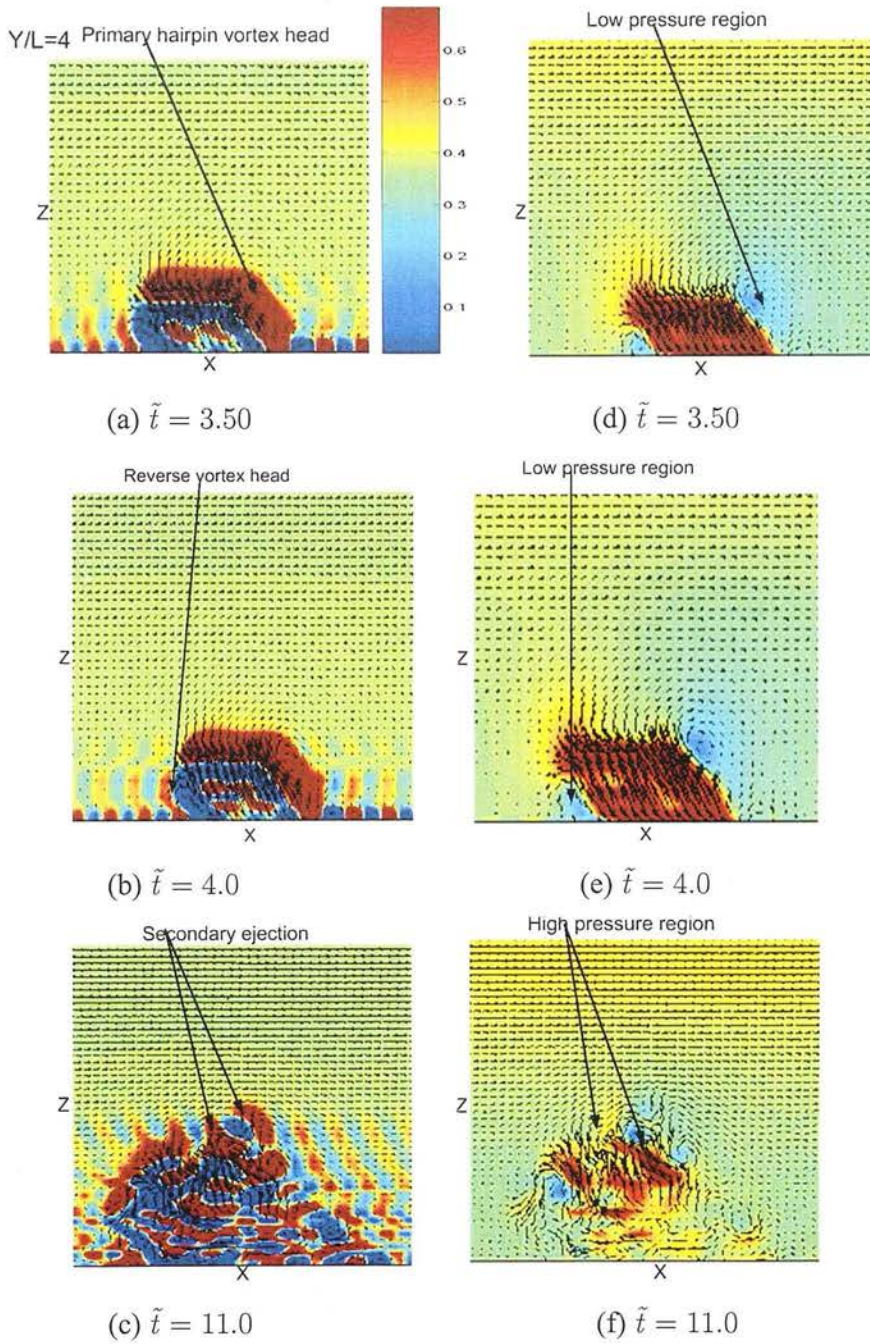 Y/L=4
Primary hairpin vortex head
0.6
0.5
0.4
0.3
0.2
0.1
Z
X
(a) t̃ = 3.50
Low pressure region
Z
X
(d) t̃ = 3.50
Reverse vortex head
Z
X
(b) t̃ = 4.0
Low pressure region
Z
X
(e) t̃ = 4.0
Secondary ejection
Z
X
(c) t̃ = 11.0
High pressure region
Z
X
(f) t̃ = 11.0